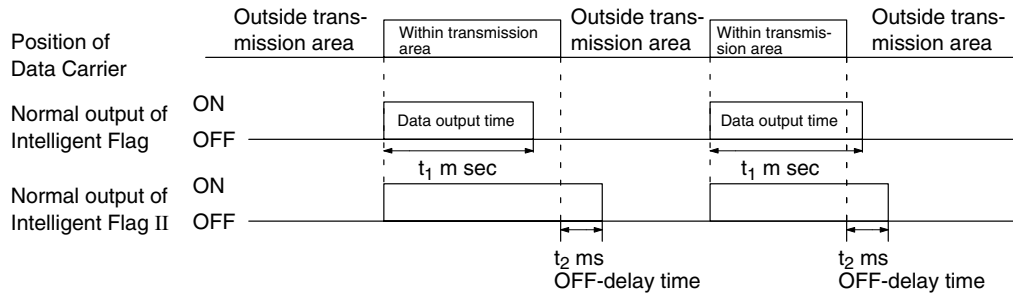 Outside trans-
mission area
Within transmission
area
Outside trans-
mission area
Within transmis-
sion area
Outside trans-
mission area
Position of
Data Carrier
Normal output of
Intelligent Flag
ON
OFF
Data output time
t1 m sec
Data output time
t1 m sec
Normal output of
Intelligent Flag II
ON
OFF
t2 ms
OFF-delay time
t2 ms
OFF-delay time